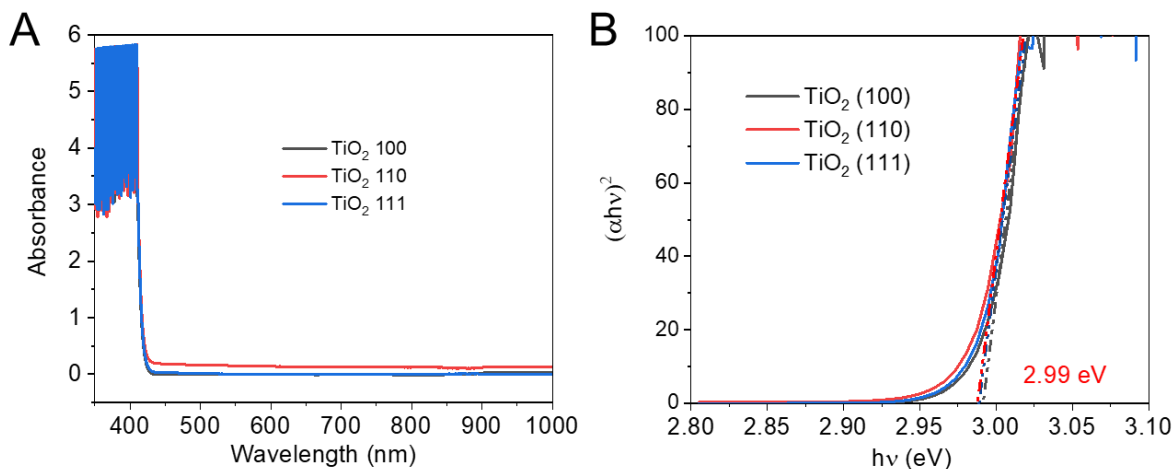 A
6
5
4
3
2
1
0
Absorbance
TiO₂ 100
TiO₂ 110
TiO₂ 111
400 500 600 700 800 900 1000
Wavelength (nm)
B
100
80
60
40
20
0
(αhν)²
TiO₂ (100)
TiO₂ (110)
TiO₂ (111)
2.99 eV
2.80 2.85 2.90 2.95 3.00 3.05 3.10
hν (eV)